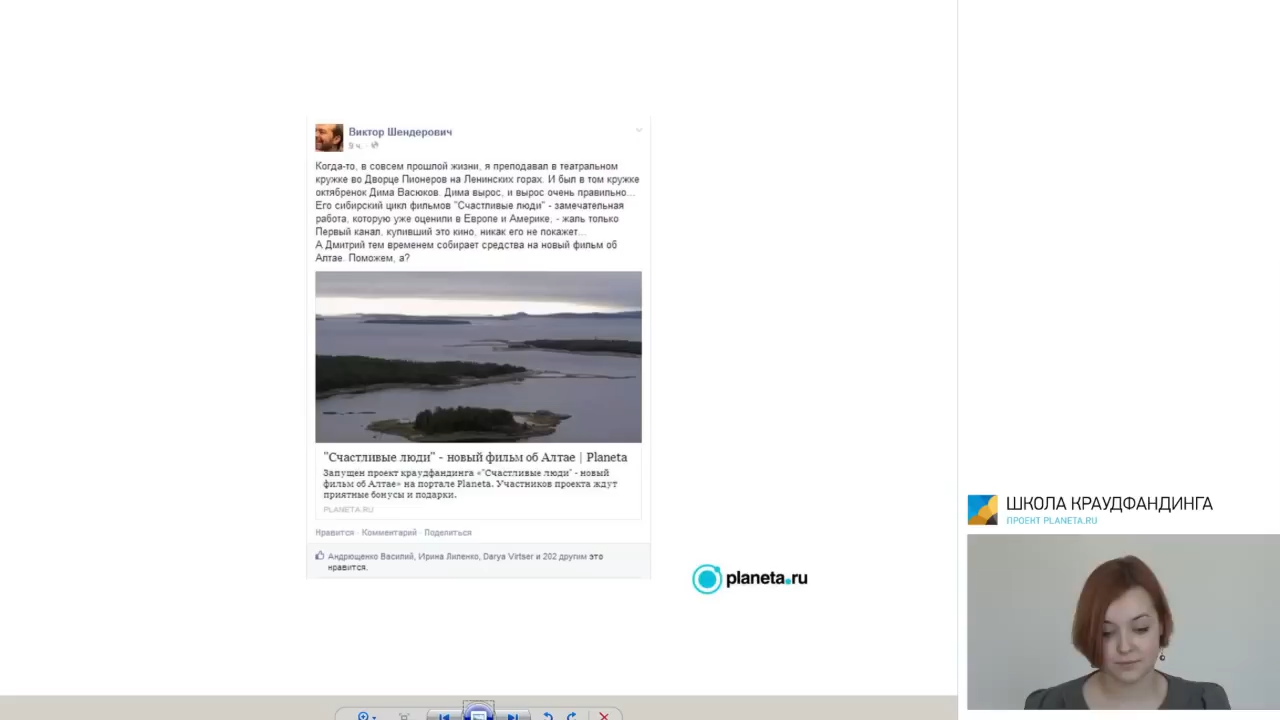 Виктор Шендерович
9 ч. ·
Когда-то, в совсем прошлой жизни, я преподавал в театральном
кружке во Дворце Пионеров на Ленинских горах. И был в том кружке
октябренок Дима Васюков. Дима вырос, и вырос очень правильно...
Его сибирский цикл фильмов "Счастливые люди" - замечательная
работа, которую уже оценили в Европе и Америке, - жаль только
Первый канал, купивший это кино, никак его не покажет...
А Дмитрий тем временем собирает средства на новый фильм об
Алтае. Поможем, а?
"Счастливые люди" - новый фильм об Алтае | Planeta
Запущен проект краудфандинга «"Счастливые люди" - новый
фильм об Алтае» на портале Planeta. Участников проекта ждут
приятные бонусы и подарки.
PLANETA.RU
Нравится · Комментарий · Поделиться
Андрющенко Василий, Ирина Лиленко, Darya Virtser и 202 другим это
нравится.
planeta.ru
ШКОЛА КРАУДФАНДИНГА
ПРОЕКТ PLANETA.RU